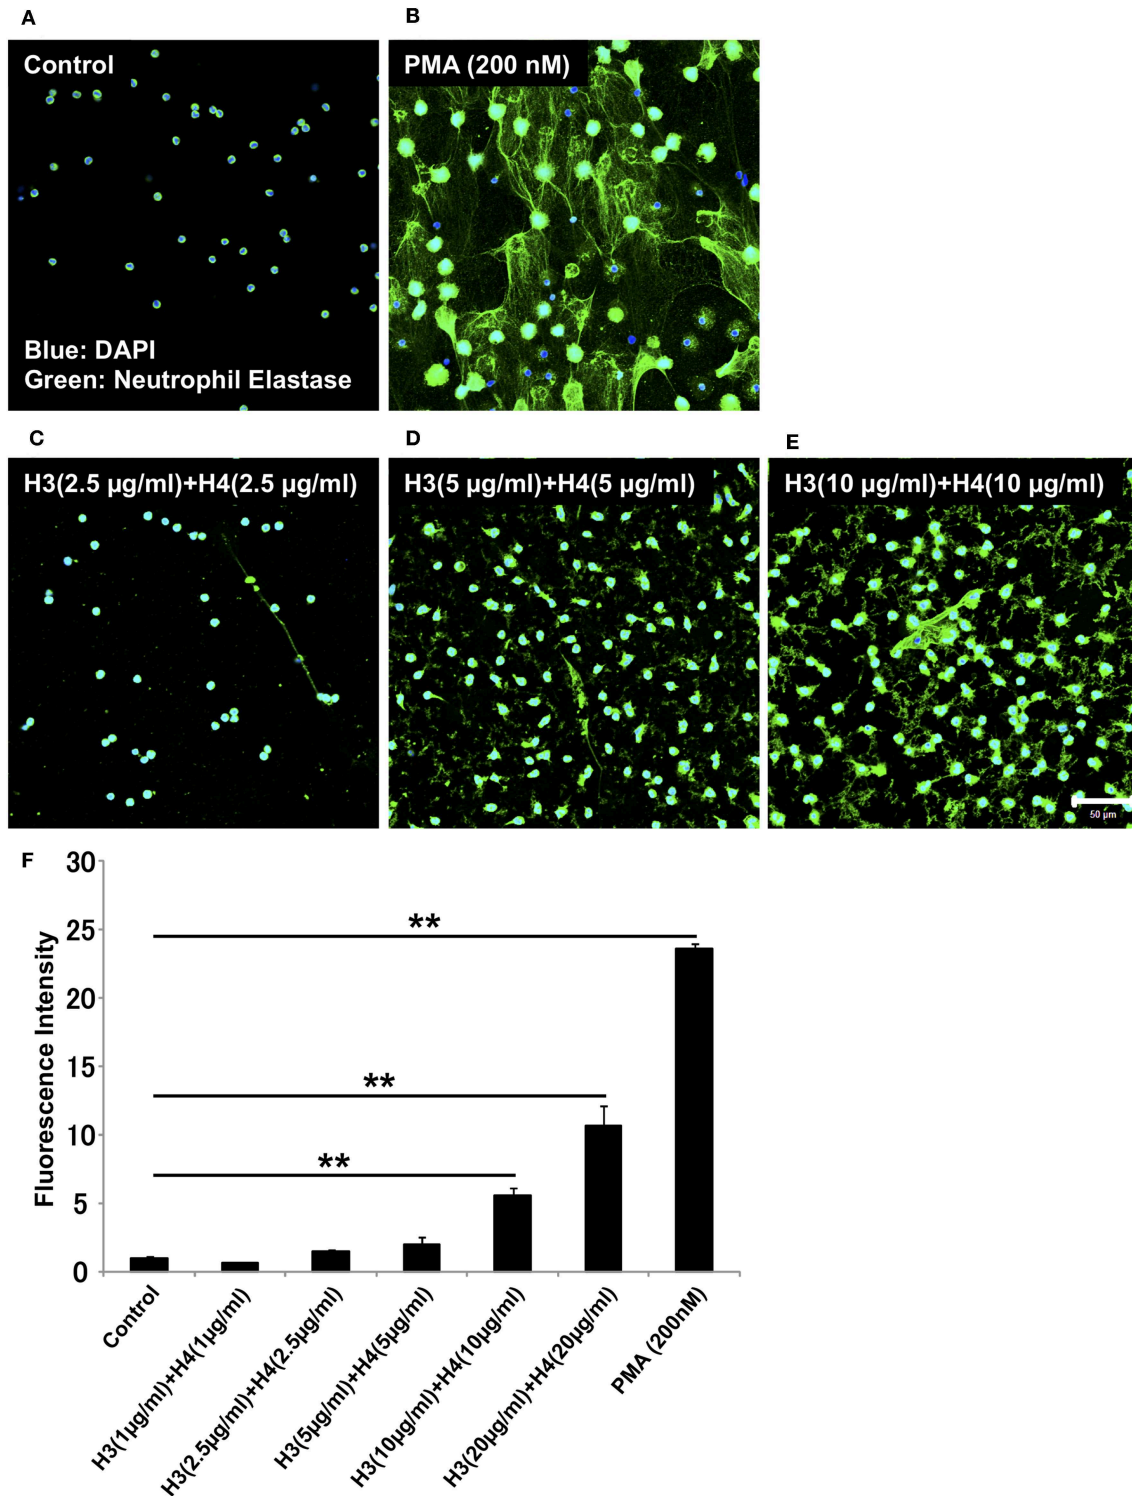 A
B
Control
PMA (200 nM)
Blue: DAPI
Green: Neutrophil Elastase
C
D
E
H3(2.5 µg/ml)+H4(2.5 µg/ml)
H3(5 µg/ml)+H4(5 µg/ml)
H3(10 µg/ml)+H4(10 µg/ml)
50 µm
F
30
25
20
15
10
5
0
Fluorescence Intensity
**
**
**
Control
H3(1µg/ml)+H4(1µg/ml)
H3(2.5µg/ml)+H4(2.5µg/ml)
H3(5µg/ml)+H4(5µg/ml)
H3(10µg/ml)+H4(10µg/ml)
H3(20µg/ml)+H4(20µg/ml)
PMA (200nM)